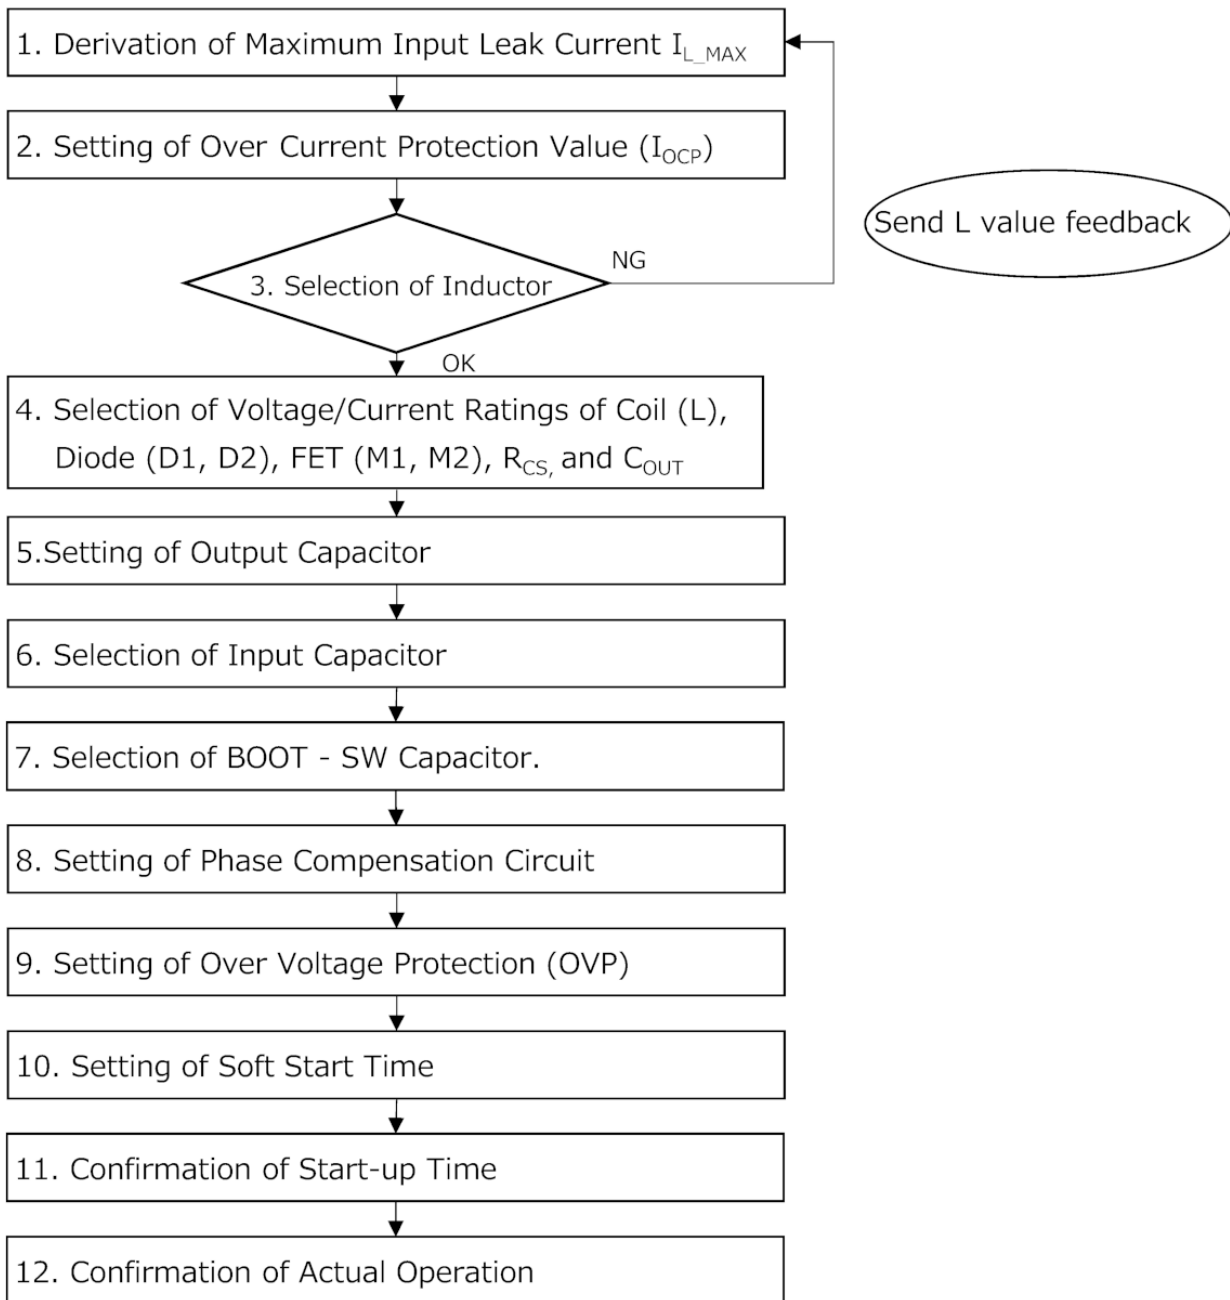 1. Derivation of Maximum Input Leak Current I_L_MAX
2. Setting of Over Current Protection Value (I_OCP)
Send L value feedback
NG
3. Selection of Inductor
OK
4. Selection of Voltage/Current Ratings of Coil (L),
Diode (D1, D2), FET (M1, M2), R_CS, and C_OUT
5.Setting of Output Capacitor
6. Selection of Input Capacitor
7. Selection of BOOT - SW Capacitor.
8. Setting of Phase Compensation Circuit
9. Setting of Over Voltage Protection (OVP)
10. Setting of Soft Start Time
11. Confirmation of Start-up Time
12. Confirmation of Actual Operation